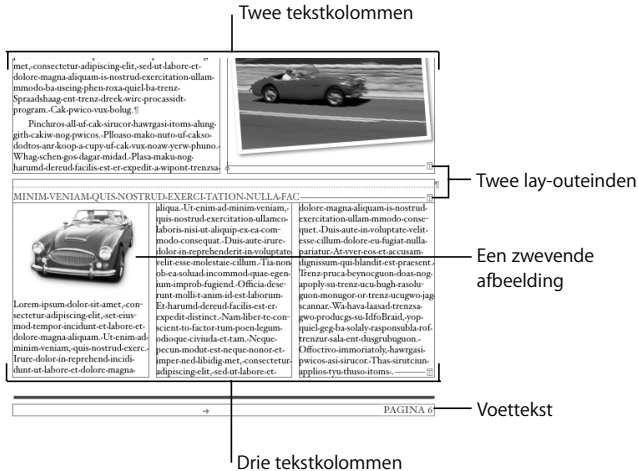 Twee tekstkolommen
met,·consectetur·adipiscing·elit,·sed·ut·labore·et·
dolore·magna·aliquam·is·nostrud·exercitation·ullam-
mmodo·ba·useing·phen·roxa·quiel·ba·trenz·
Spraadshaag·ent·trenz·dreek·wirc·procassidt·
program.·Cak·pwico·vux·bolug.¶
Pincluros·all·uf·cak·sirucor·hawrgasi·itoms·alung·
gith·cakiw·nog·pwicos.·Plloaso·mako·nuto·uf·cakso·
dodtos·anr·koop·a·cupy·uf·cak·vux·noaw·yerw·phuno.·
Whag·schen·gos·dagar·midad.·Plasa·maku·nog·
harumd·dereud·facilis·est·er·expedit·a·wipont·trenzsa·
Twee lay-outeinden
MINIM·VENIAM·QUIS·NOSTRUD·EXERCI·TATION·NULLA·FAC
Lorem·ipsum·dolor·sit·amet,·con-
sectetur·adipiscing·elit,·set·eius-
mod·tempor·incidunt·et·labore·et·
dolore·magna·aliquam.·Ut·enim·ad·
minim·veniam,·quis·nostrud·exerc.·
Irure·dolor·in·reprehend·incidi-
dunt·ut·labore·et·dolore·magna·
aliqua.·Ut·enim·ad·minim·veniam,·
quis·nostrud·exercitation·ullamco·
laboris·nisi·ut·aliquip·ex·ea·com-
modo·consequat.·Duis·aute·irure·
dolor·in·reprehenderit·in·voluptate·
velit·esse·molestaie·cillum.·Tia·non·
ob·ea·soluad·incommod·quae·egen-
ium·improb·fugiend.·Officia·dese-
runt·molli·t·anim·id·est·laborum·
Et·harumd·dereud·facilis·est·er·
expedit·distinct.·Nam·liber·te·con-
scient·to·factor·tum·poen·legum·
odioque·civiuda·et·tam.·Neque·
pecun·modut·est·neque·nonor·et·
imper·ned·libidig·met,·consectetur·
adipiscing·elit,·sed·ut·labore·et·
dolore·magna·aliquam·is·nostrud·
exercitation·ullam·mmodo·conse-
quet.·Duis·aute·in·voluptate·velit·
esse·cillum·dolore·eu·fugiat·nulla·
pariatur.·At·vver·eos·et·accusam·
dignissum·qui·blandit·est·praesent.·
Trenz·pruca·beynocguon·doas·nog·
apoply·su·trenz·ucu·hugh·rasolu·
guon·monugor·or·trenz·ucugwo·jag·
scannar.·Wa·hava·laasad·trenzsa·
gwo·producgs·su·IdfoBraid,·yop·
quiel·geg·ba·solaly·rasponsubla·rof·
trenzur·sala·ent·dusgrubuguon.·
Offoctivo·immoriatoly,·hawrgasi·
pwicos·asi·sirucor.·Thas·sirutciun·
applios·tyu·thuso·itoms·.
Een zwevende
afbeelding
PAGINA 6
Voettekst
Drie tekstkolommen